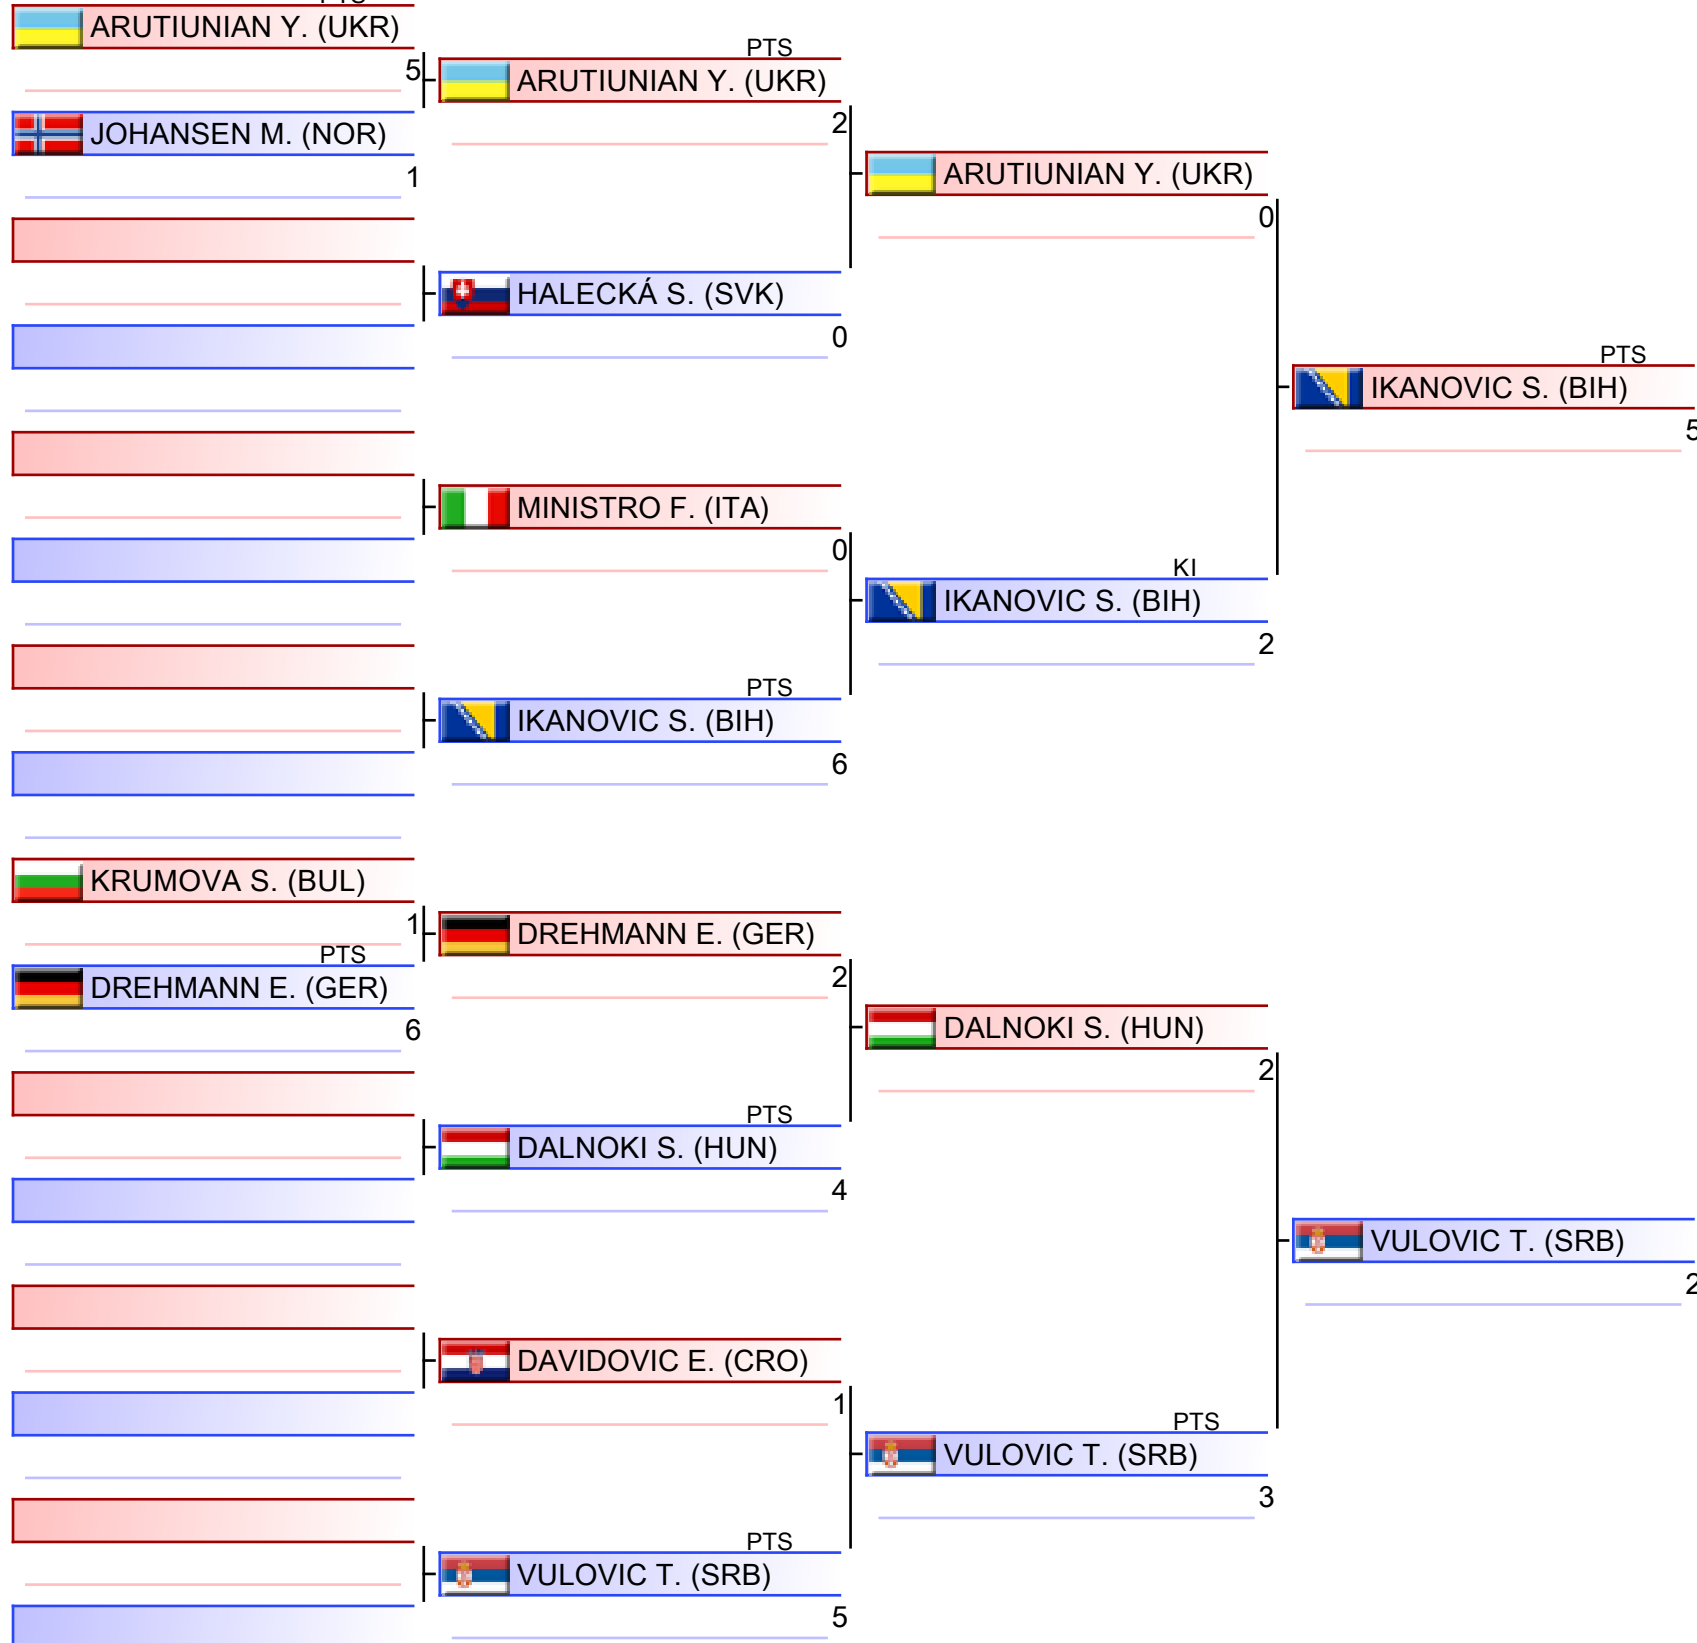 PTS
ARUTIUNIAN Y. (UKR)
5
JOHANSEN M. (NOR)
1
KRUMOVA S. (BUL)
1
PTS
DREHMANN E. (GER)
6
PTS
ARUTIUNIAN Y. (UKR)
2
HALECKÁ S. (SVK)
0
MINISTRO F. (ITA)
0
PTS
IKANOVIC S. (BIH)
6
DREHMANN E. (GER)
2
PTS
DALNOKI S. (HUN)
4
DAVIDOVIC E. (CRO)
1
PTS
VULOVIC T. (SRB)
5
ARUTIUNIAN Y. (UKR)
0
KI
IKANOVIC S. (BIH)
2
DALNOKI S. (HUN)
2
PTS
VULOVIC T. (SRB)
3
PTS
IKANOVIC S. (BIH)
5
VULOVIC T. (SRB)
2